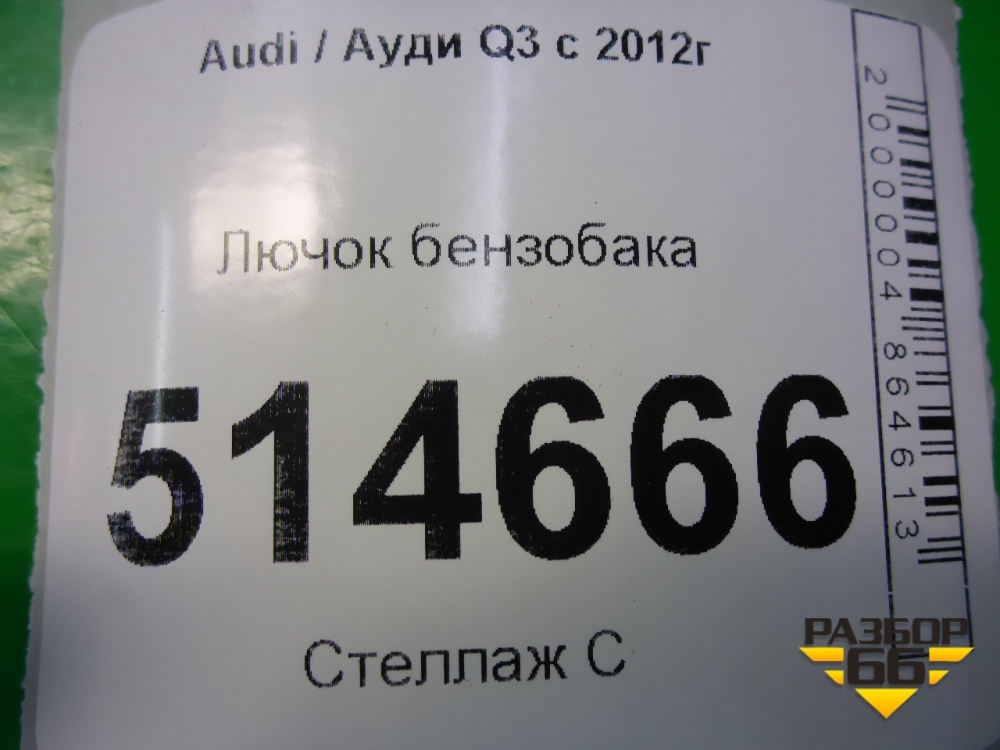 Audi / Ауди Q3 с 2012г
Лючок бензобака
514666
Стеллаж С
2000004864613
РАЗБОР
66